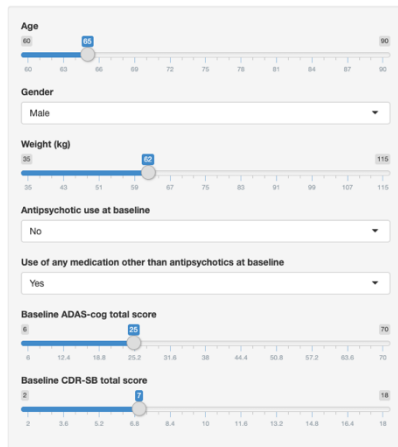 Age
60 65 90
60 63 66 69 72 75 78 81 84 87 90
Gender
Male
Weight (kg)
35 62 115
35 43 51 59 67 75 83 91 99 107 115
Antipsychotic use at baseline
No
Use of any medication other than antipsychotics at baseline
Yes
Baseline ADAS-cog total score
6 25 70
6 12.4 18.8 25.2 31.6 38 44.4 50.8 57.2 63.6 70
Baseline CDR-SB total score
2 7 18
2 3.6 5.2 6.8 8.4 10 11.6 13.2 14.8 16.4 18